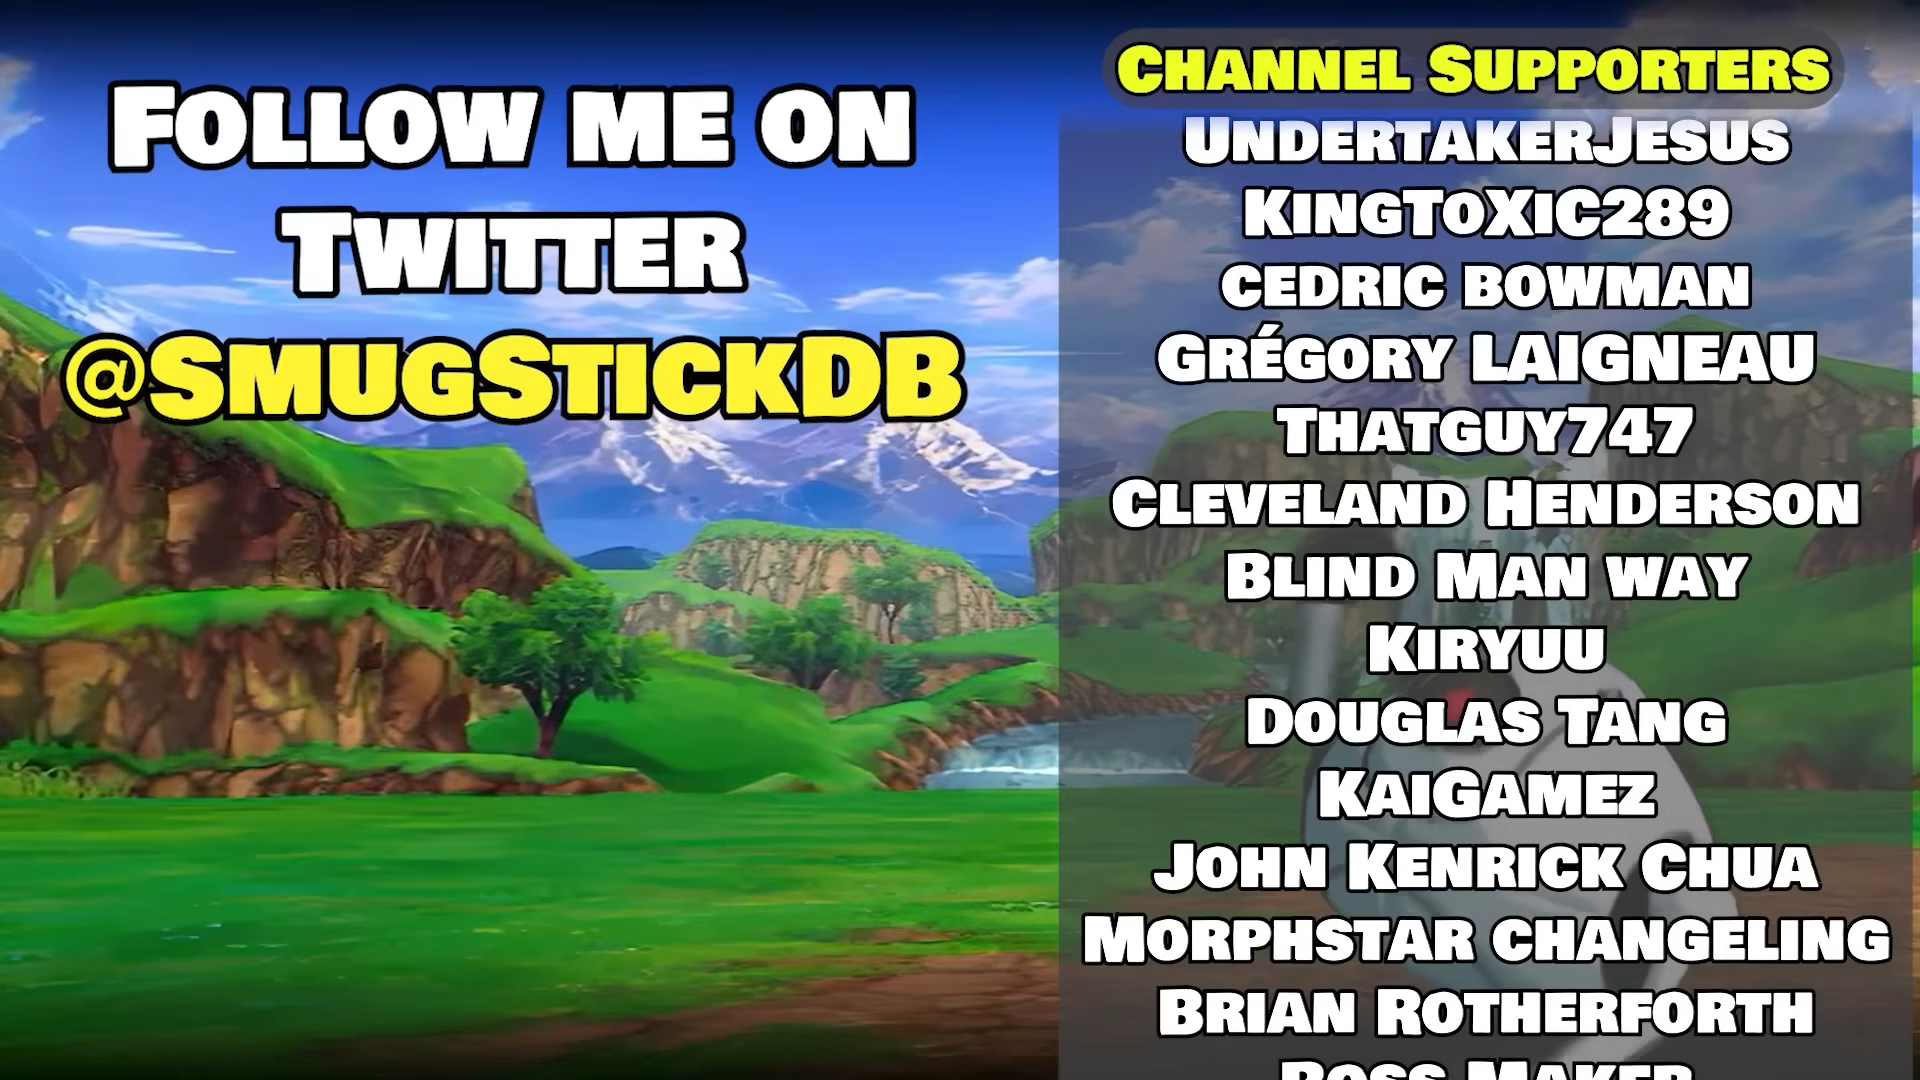 Follow me on
Twitter
@SmugStickDB
Channel Supporters
UndertakerJesus
KingToXiC289
cedric bowman
Grégory LAIGNEAU
Thatguy747
Cleveland Henderson
Blind Man way
Kiryuu
Douglas Tang
KaiGamez
John Kenrick Chua
Morphstar changeling
Brian Rotherforth